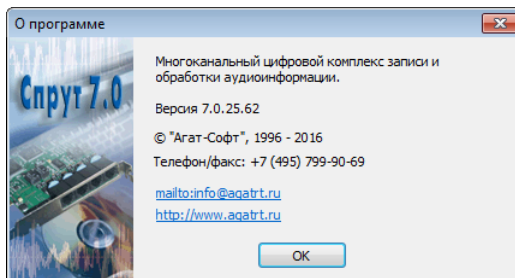 О программе
Спрут 7.0
Многоканальный цифровой комплекс записи и
обработки аудиоинформации.
Версия 7.0.25.62
© "Агат-Софт", 1996 - 2016
Телефон/факс: +7 (495) 799-90-69
mailto:info@agatrt.ru
http://www.agatrt.ru
OK